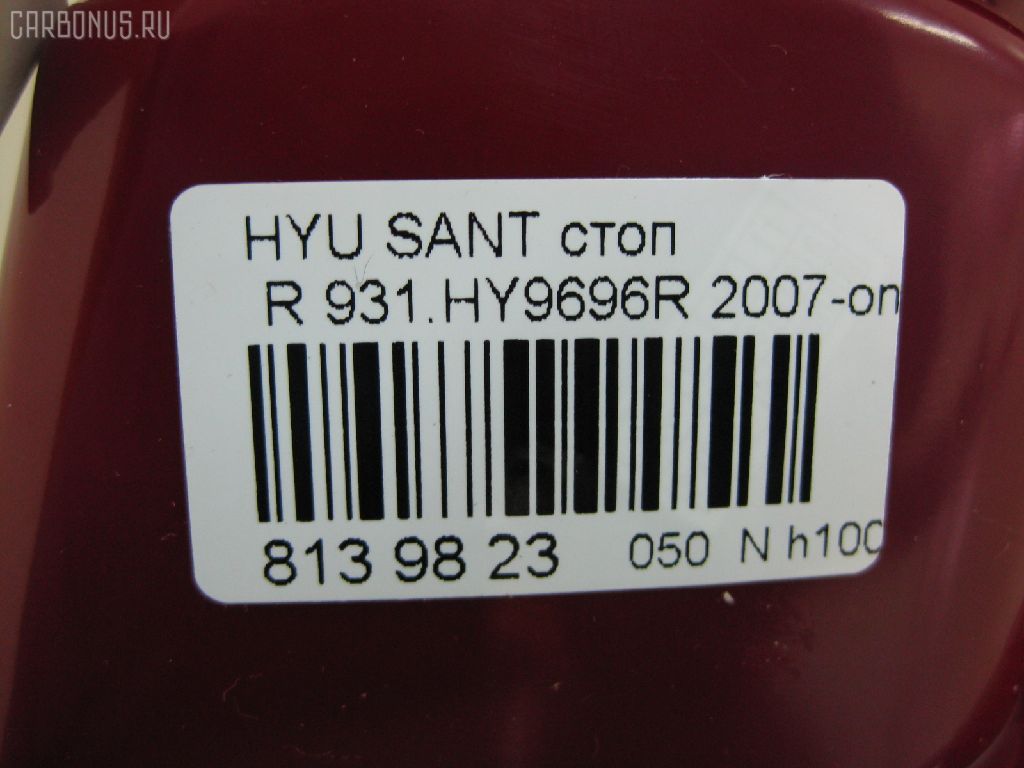 CARBONUS.RU
HYU SANT стоп
R 931.HY9696R 2007-on
813 98 23 050 N h100